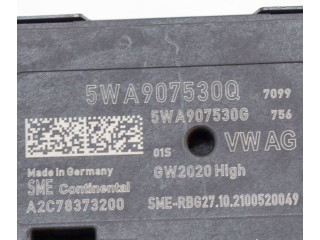 5WA907530Q 7099
5WA907530G 756
VW AG
01S
Made in Germany
SME Continental
GW2020 High
A2C78373200
SME-RBG27.10.2100520049